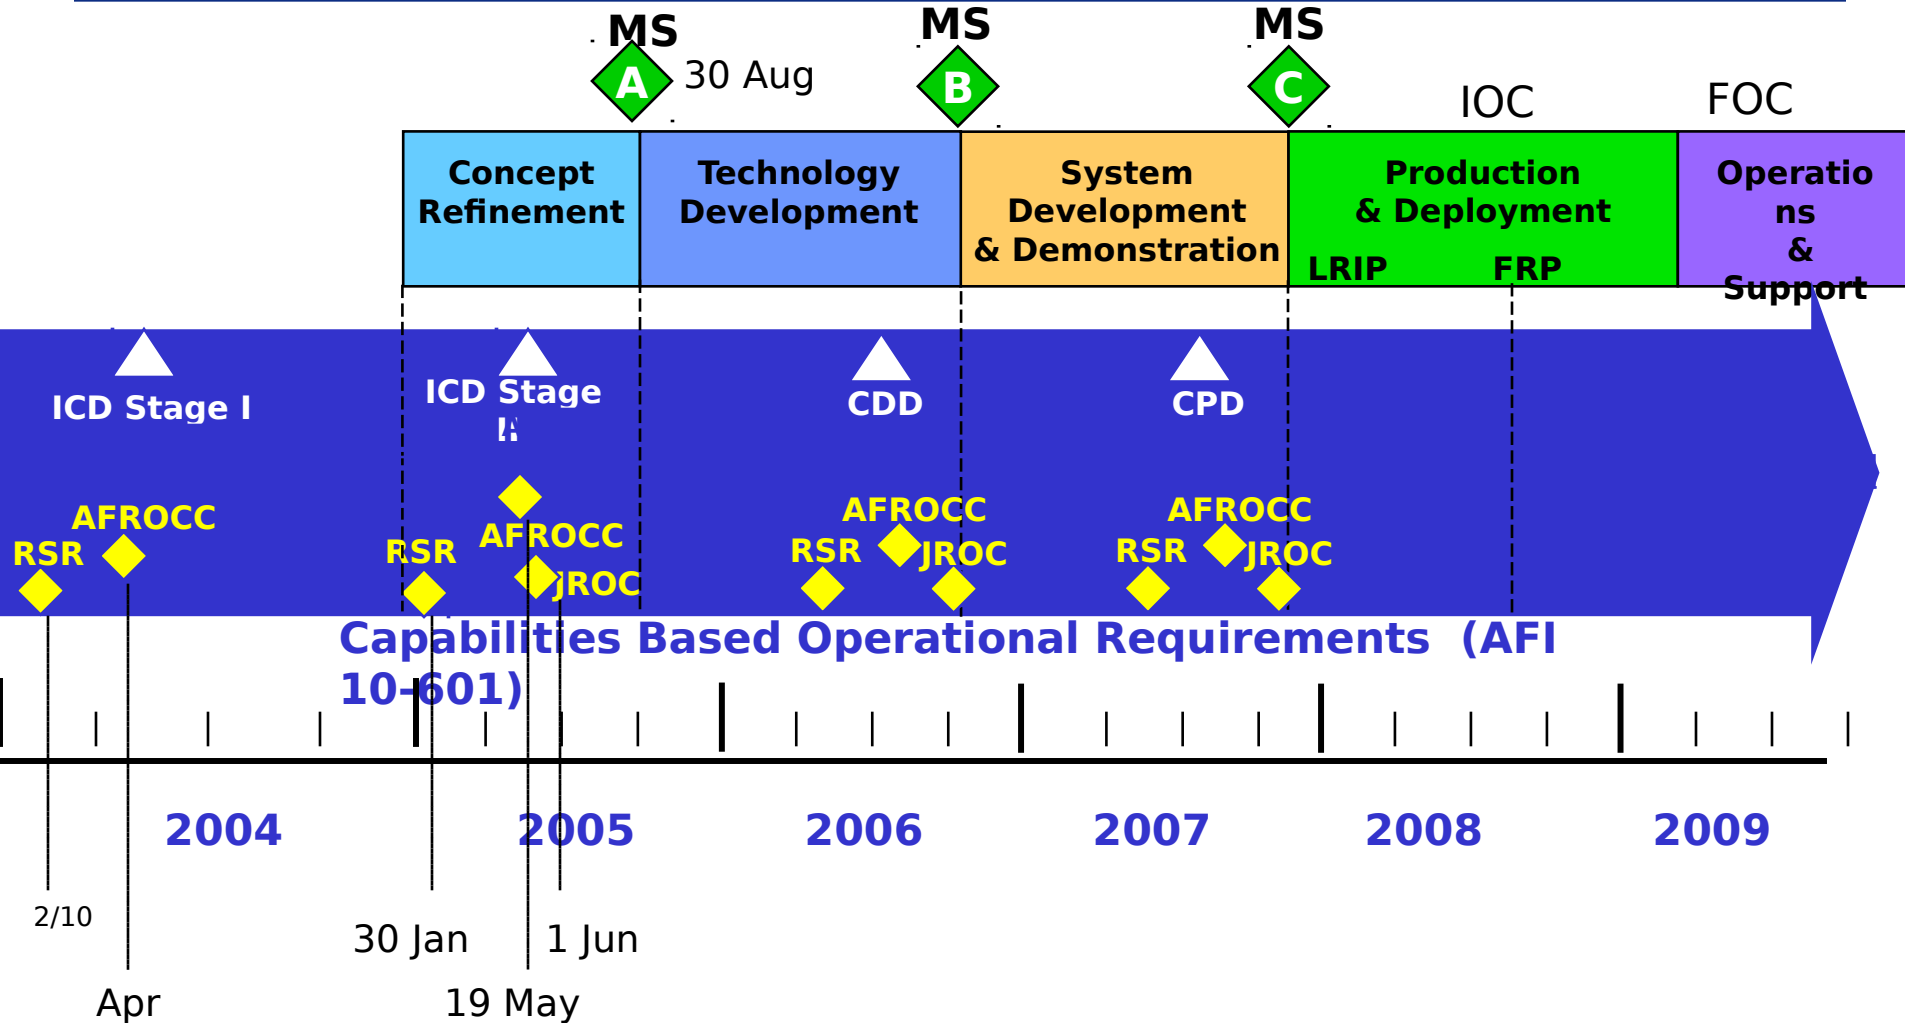 MS
MS
MS
A
30 Aug
B
C
IOC
FOC
Concept
Refinement
Technology
Development
System
Development
& Demonstration
Production
& Deployment
LRIP
FRP
Operatio
ns
&
Support
ICD Stage I
ICD Stage
CDD
CPD
RSR
AFROCC
RSR
AFROCC
JROC
RSR
AFROCC
JROC
RSR
AFROCC
JROC
Capabilities Based Operational Requirements (AFI
10-601)
2004
2005
2006
2007
2008
2009
2/10
30 Jan
1 Jun
Apr
19 May